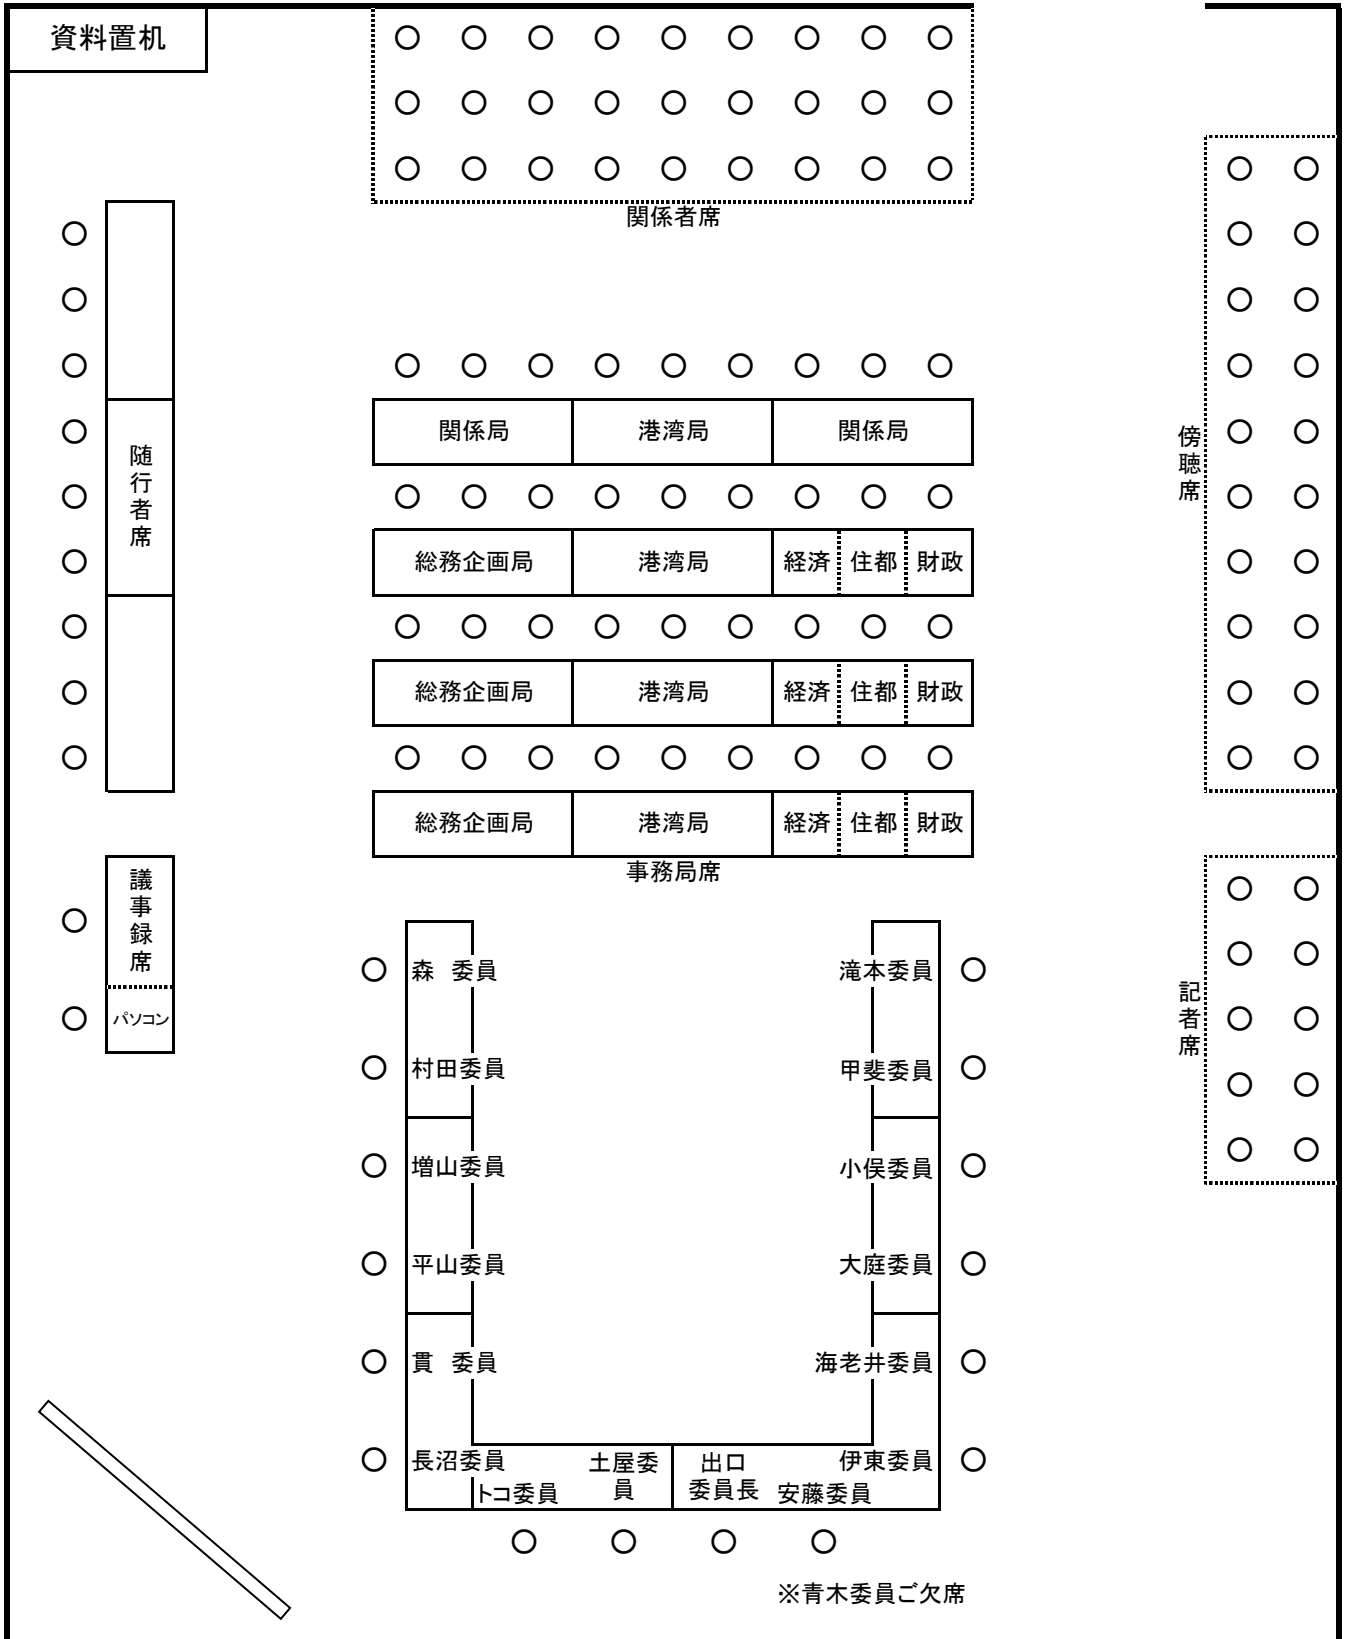 資料置机
関係者席
関係局 港湾局 関係局
総務企画局 港湾局 経済 住都 財政
総務企画局 港湾局 経済 住都 財政
総務企画局 港湾局 経済 住都 財政
事務局席
随行者席
傍聴席
議事録席
パソコン
記者席
森 委員 滝本委員
村田委員 甲斐委員
増山委員 小俣委員
平山委員 大庭委員
貫 委員 海老井委員
長沼委員 伊東委員
トコ委員
土屋委
員
出口
委員長
安藤委員
※青木委員ご欠席